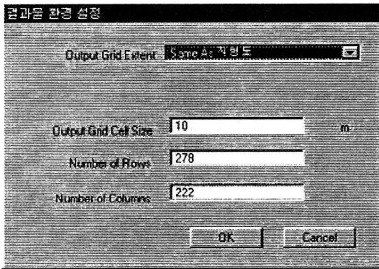 결과물 환경 설정
Output Grid Extent Same As 지형도
Output Grid Cell Size 10 m
Number of Rows 278
Number of Columns 222
OK Cancel